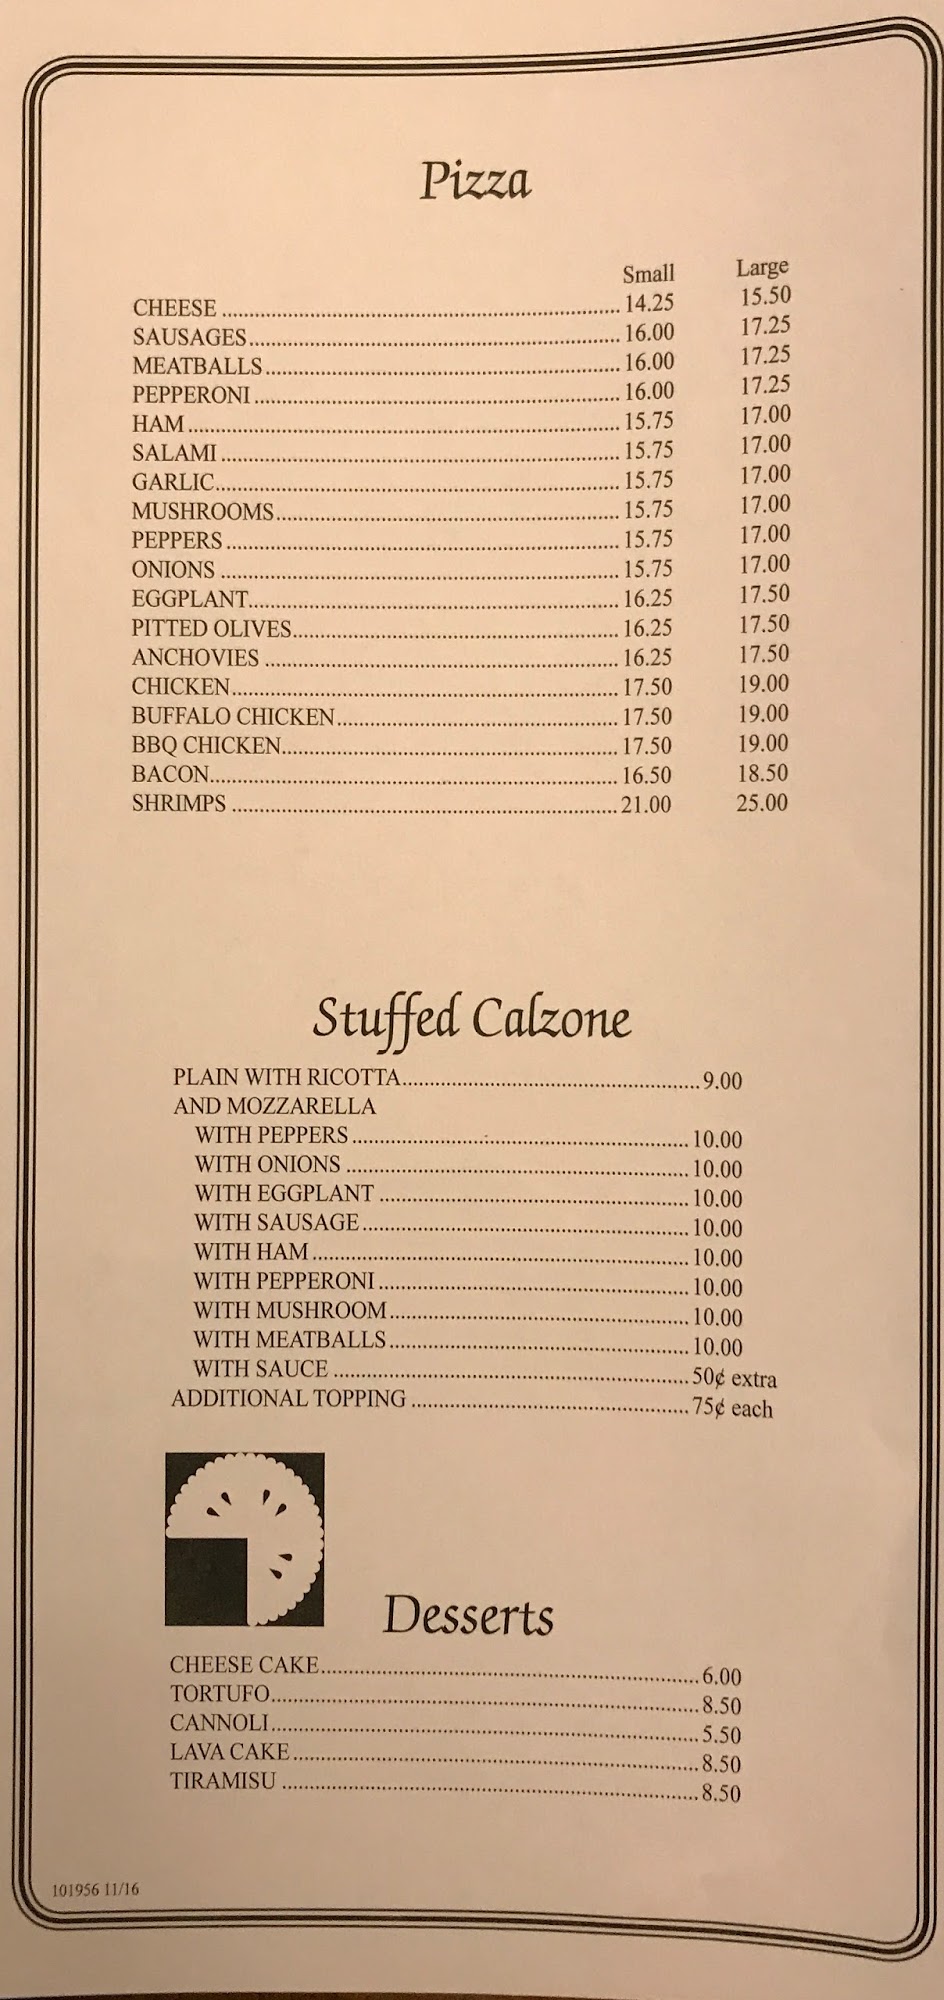 Pizza
Small Large
CHEESE 14.25 15.50
SAUSAGES 16.00 17.25
MEATBALLS 16.00 17.25
PEPPERONI 16.00 17.25
HAM 15.75 17.00
SALAMI 15.75 17.00
GARLIC 15.75 17.00
MUSHROOMS 15.75 17.00
PEPPERS 15.75 17.00
ONIONS 15.75 17.00
EGGPLANT 16.25 17.50
PITTED OLIVES 16.25 17.50
ANCHOVIES 16.25 17.50
CHICKEN 17.50 19.00
BUFFALO CHICKEN 17.50 19.00
BBQ CHICKEN 17.50 19.00
BACON 16.50 18.50
SHRIMPS 21.00 25.00
Stuffed Calzone
PLAIN WITH RICOTTA 9.00
AND MOZZARELLA
WITH PEPPERS 10.00
WITH ONIONS 10.00
WITH EGGPLANT 10.00
WITH SAUSAGE 10.00
WITH HAM 10.00
WITH PEPPERONI 10.00
WITH MUSHROOM 10.00
WITH MEATBALLS 10.00
WITH SAUCE 50¢ extra
ADDITIONAL TOPPING 75¢ each
Desserts
CHEESE CAKE 6.00
TORTUFO 8.50
CANNOLI 5.50
LAVA CAKE 8.50
TIRAMISU 8.50
101956 11/16